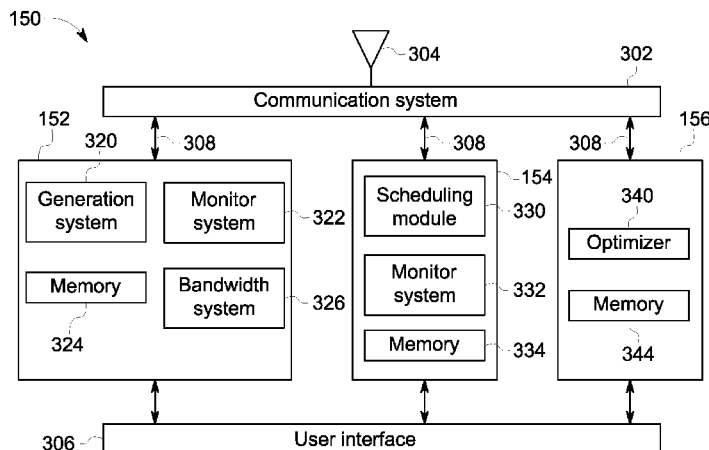 150
304
302
Communication system
152
320
308
308
308
156
Generation
system
Monitor
system
322
Scheduling
module
154
330
340
Optimizer
Memory
324
Bandwidth
system
326
Monitor
system
332
Memory
334
Memory
344
306
User interface